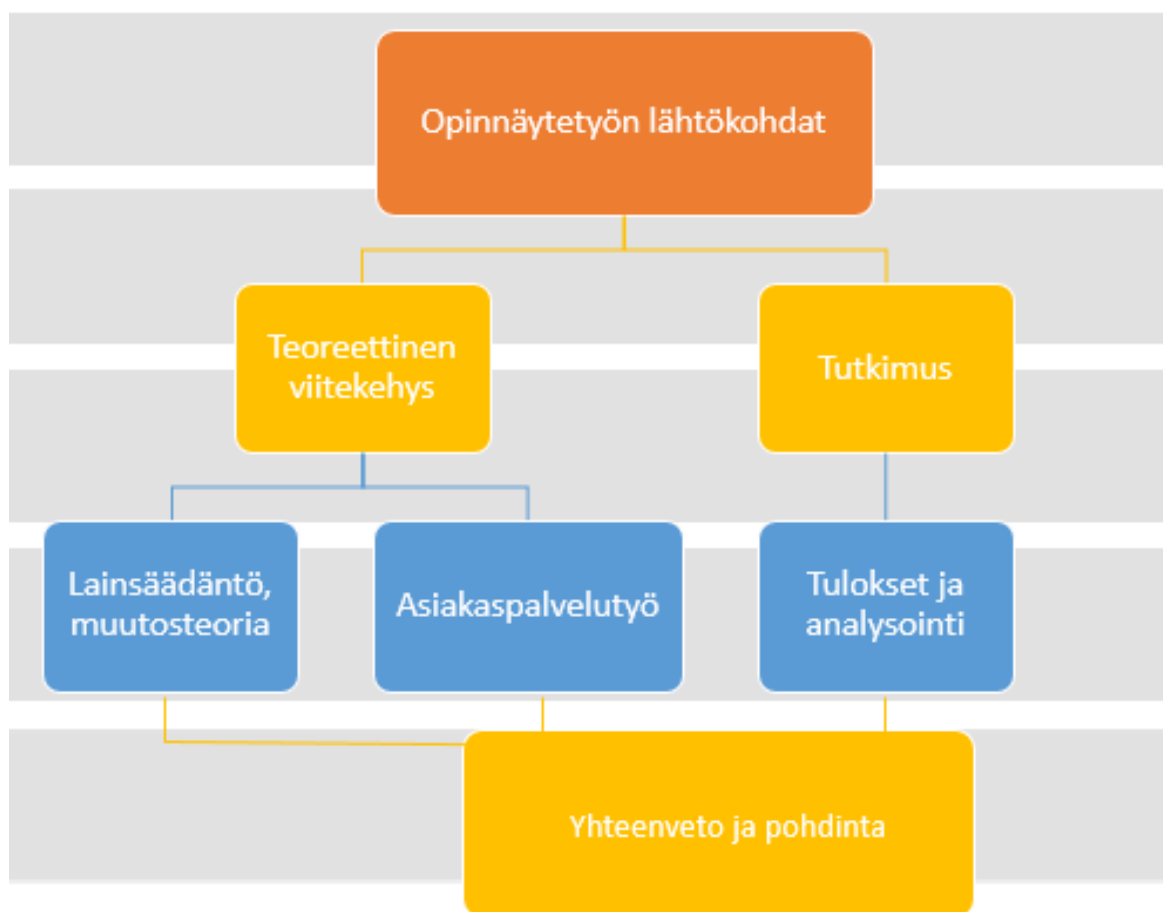 Opinnäytetyön lähtökohdat
Teoreettinen
viitekehys
Tutkimus
Lainsäädäntö,
muutosteoria
Asiakaspalvelutyö
Tulokset ja
analysointi
Yhteenveto ja pohdinta